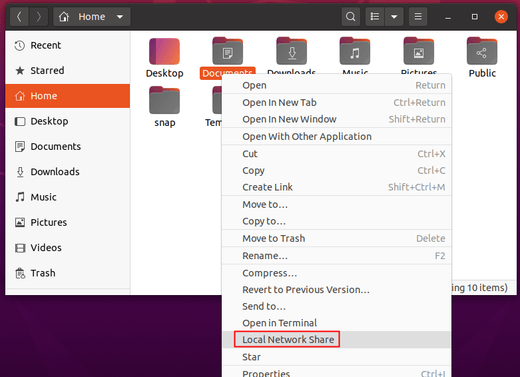 Home
Recent
Starred
Home
Desktop
Documents
Downloads
Music
Pictures
Videos
Trash
Desktop
Documents
Downloads
Music
Pictures
Public
snap
Open Return
Open In New Tab Ctrl+Return
Open In New Window Shift+Return
Open With Other Application
Cut Ctrl+X
Copy Ctrl+C
Create Link Shift+Ctrl+M
Move to…
Copy to…
Move to Trash Delete
Rename… F2
Compress…
Revert to Previous Version…
Send to…
Open in Terminal
Local Network Share
Star
Properties Ctrl+I
10 items)